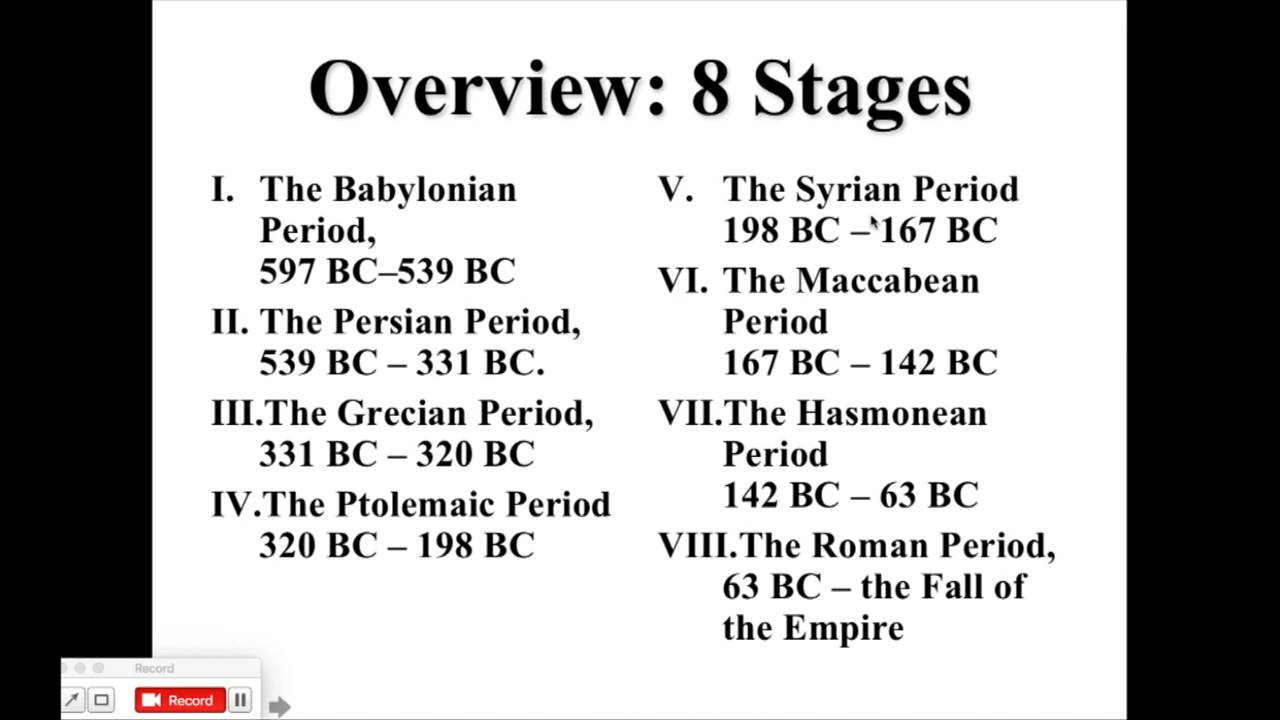 Overview: 8 Stages
I. The Babylonian
Period,
597 BC–539 BC
II. The Persian Period,
539 BC – 331 BC.
III.The Grecian Period,
331 BC – 320 BC
IV.The Ptolemaic Period
320 BC – 198 BC
V. The Syrian Period
198 BC – 167 BC
VI. The Maccabean
Period
167 BC – 142 BC
VII.The Hasmonean
Period
142 BC – 63 BC
VIII.The Roman Period,
63 BC – the Fall of
the Empire
Record
Record